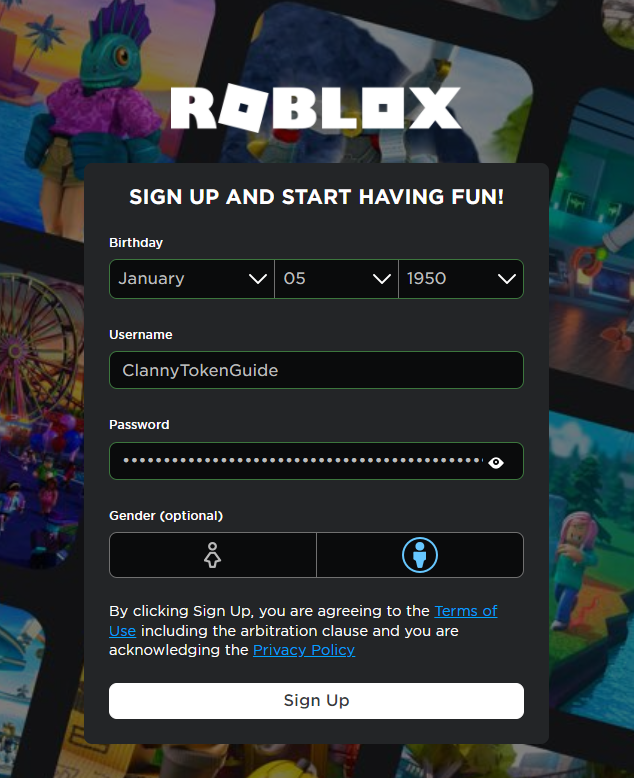 ROBLOX
SIGN UP AND START HAVING FUN!
Birthday
January 05 1950
Username
ClannyTokenGuide
Password
••••••••••••••••••••••••••••••••••••••••••
Gender (optional)
By clicking Sign Up, you are agreeing to the Terms of
Use including the arbitration clause and you are
acknowledging the Privacy Policy
Sign Up